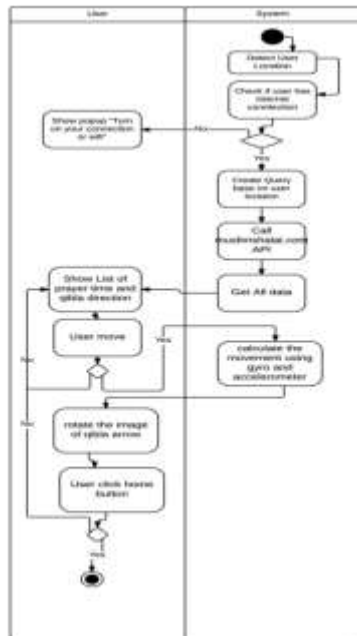 User
System
Detect User
Location
Check if user has
internet
connection
Show popup "Turn
on your connection
or wifi"
No
Yes
Create Query
base on user
location
Call
muslimsalat.com
API
Get All data
Show List of
prayer time and
qibla direction
User move
Yes
No
calculate the
movement using
gyro and
accelerometer
rotate the image
of qibla arrow
No
User click home
button
Yes